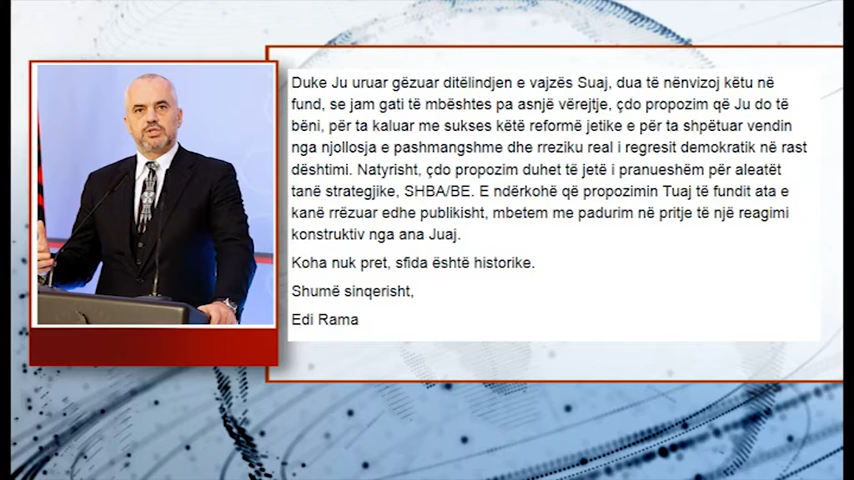 Duke Ju uruar gëzuar ditëlindjen e vajzës Suaj, dua të nënvizoj këtu në
fund, se jam gati të mbështes pa asnjë vërejtje, çdo propozim që Ju do të
bëni, për ta kaluar me sukses këtë reformë jetike e për ta shpëtuar vendin
nga njollosja e pashmangshme dhe rreziku real i regresit demokratik në rast
dështimi. Natyrisht, çdo propozim duhet të jetë i pranueshëm për aleatët
tanë strategjike, SHBA/BE. E ndërkohë që propozimin Tuaj të fundit ata e
kanë rrëzuar edhe publikisht, mbetem me padurim në pritje të një reagimi
konstruktiv nga ana Juaj.
Koha nuk pret, sfida është historike.
Shumë sinqerisht,
Edi Rama